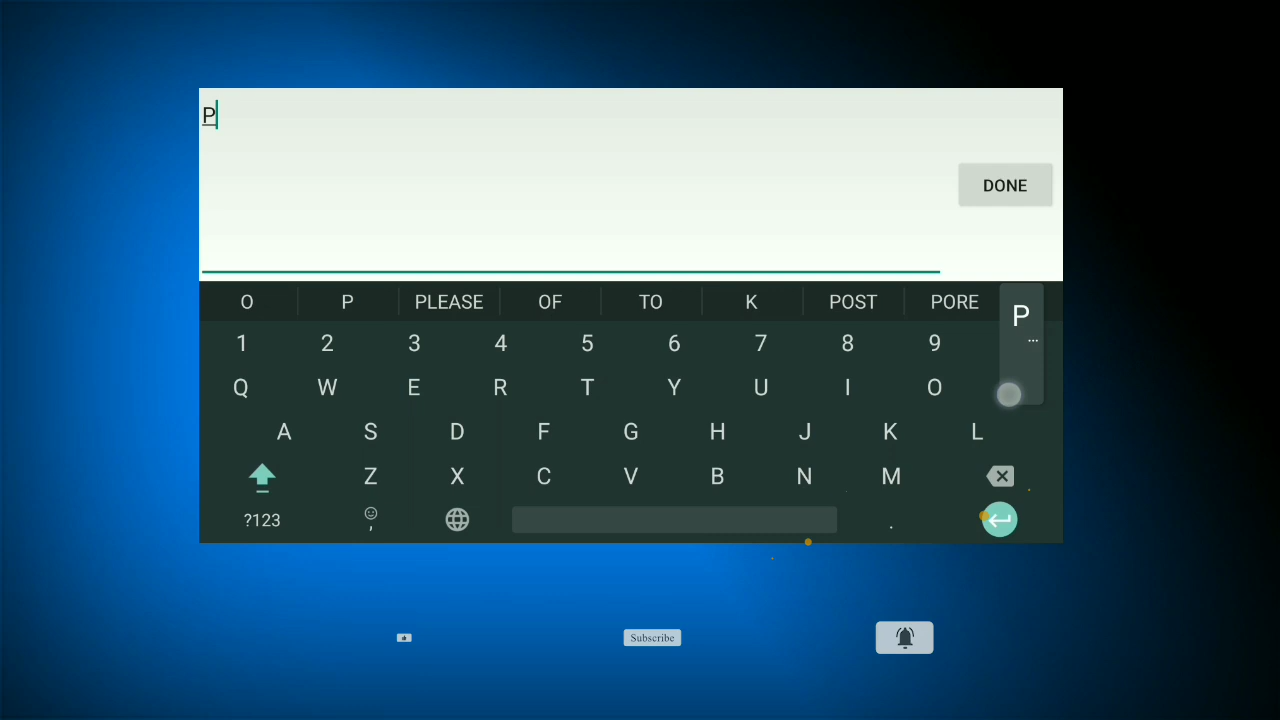 P
DONE
O P PLEASE OF TO K POST PORE
1 2 3 4 5 6 7 8 9
P
...
Q W E R T Y U I O
A S D F G H J K L
Z X C V B N M
?123 , .
Subscribe